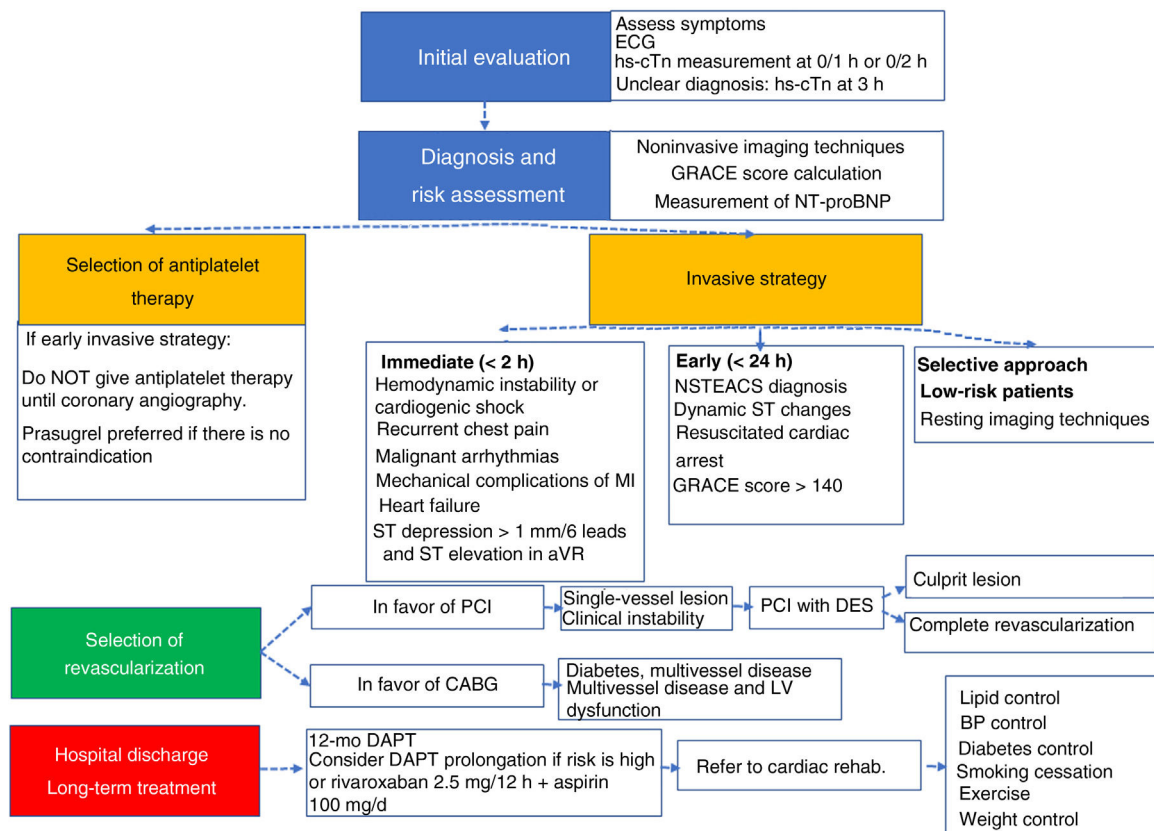 Initial evaluation
Assess symptoms
ECG
hs-cTn measurement at 0/1 h or 0/2 h
Unclear diagnosis: hs-cTn at 3 h
Diagnosis and
risk assessment
Noninvasive imaging techniques
GRACE score calculation
Measurement of NT-proBNP
Selection of antiplatelet
therapy
If early invasive strategy:
Do NOT give antiplatelet therapy
until coronary angiography.
Prasugrel preferred if there is no
contraindication
Invasive strategy
Immediate (< 2 h)
Hemodynamic instability or
cardiogenic shock
Recurrent chest pain
Malignant arrhythmias
Mechanical complications of MI
Heart failure
ST depression > 1 mm/6 leads
and ST elevation in aVR
Early (< 24 h)
NSTEACS diagnosis
Dynamic ST changes
Resuscitated cardiac
arrest
GRACE score > 140
Selective approach
Low-risk patients
Resting imaging techniques
Selection of
revascularization
In favor of PCI
Single-vessel lesion
Clinical instability
PCI with DES
Culprit lesion
Complete revascularization
In favor of CABG
Diabetes, multivessel disease
Multivessel disease and LV
dysfunction
Hospital discharge
Long-term treatment
12-mo DAPT
Consider DAPT prolongation if risk is high
or rivaroxaban 2.5 mg/12 h + aspirin
100 mg/d
Refer to cardiac rehab.
Lipid control
BP control
Diabetes control
Smoking cessation
Exercise
Weight control